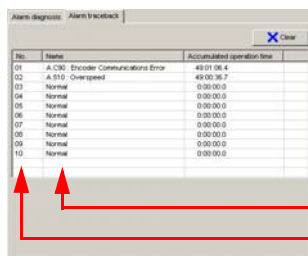 Alarm diagnosis Alarm traceback
Clear
No. Name Accumulated operation time
01 A.C90 : Encoder Communications Error 49:01:06.4
02 A.510 : Overspeed 49:00:36.7
03 Normal 0:00:00.0
04 Normal 0:00:00.0
05 Normal 0:00:00.0
06 Normal 0:00:00.0
07 Normal 0:00:00.0
08 Normal 0:00:00.0
09 Normal 0:00:00.0
10 Normal 0:00:00.0